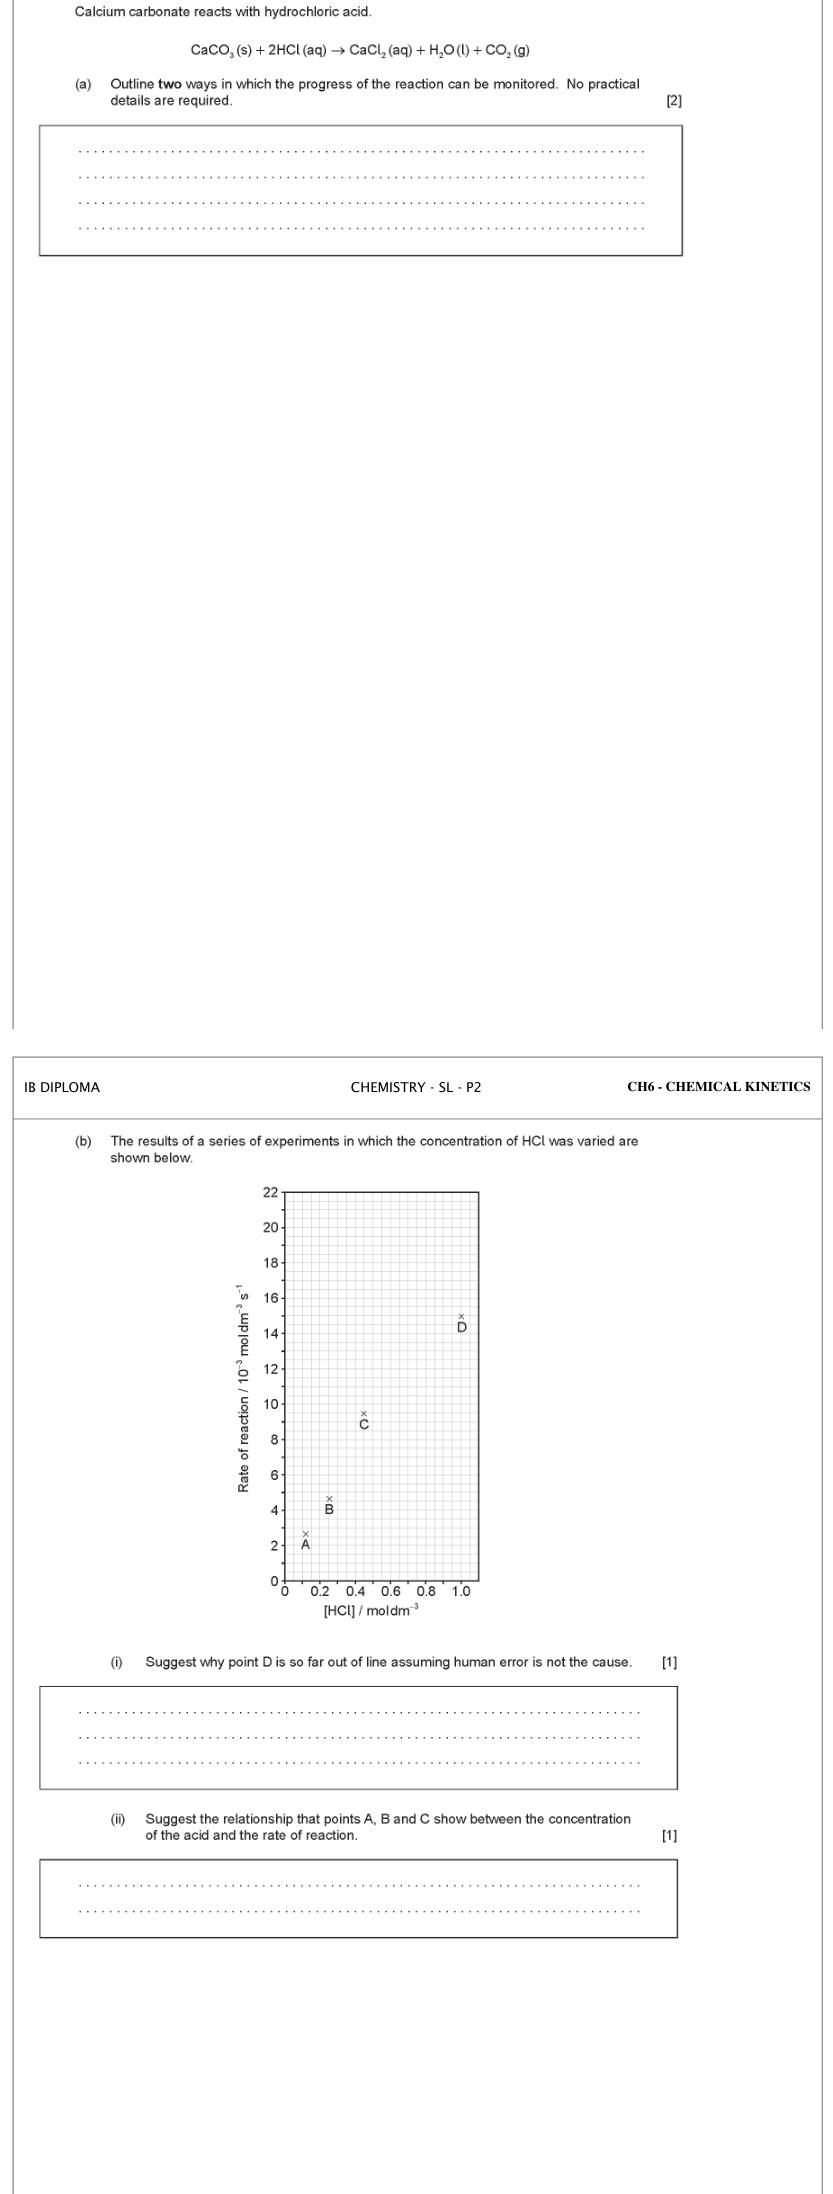 Calcium carbonate reacts with hydrochloric acid.
CaCO₃ (s) + 2HCl (aq) → CaCl₂ (aq) + H₂O (l) + CO₂ (g)
(a) Outline two ways in which the progress of the reaction can be monitored. No practical
details are required. [2]
IB DIPLOMA CHEMISTRY - SL - P2 CH6 - CHEMICAL KINETICS
(b) The results of a series of experiments in which the concentration of HCl was varied are
shown below.
22
20
18
16
14
12
10
8
6
4
2
0
Rate of reaction / 10⁻³ mol dm⁻³ s⁻¹
D
C
B
A
0 0.2 0.4 0.6 0.8 1.0
[HCl] / mol dm⁻³
(i) Suggest why point D is so far out of line assuming human error is not the cause. [1]
(ii) Suggest the relationship that points A, B and C show between the concentration
of the acid and the rate of reaction. [1]